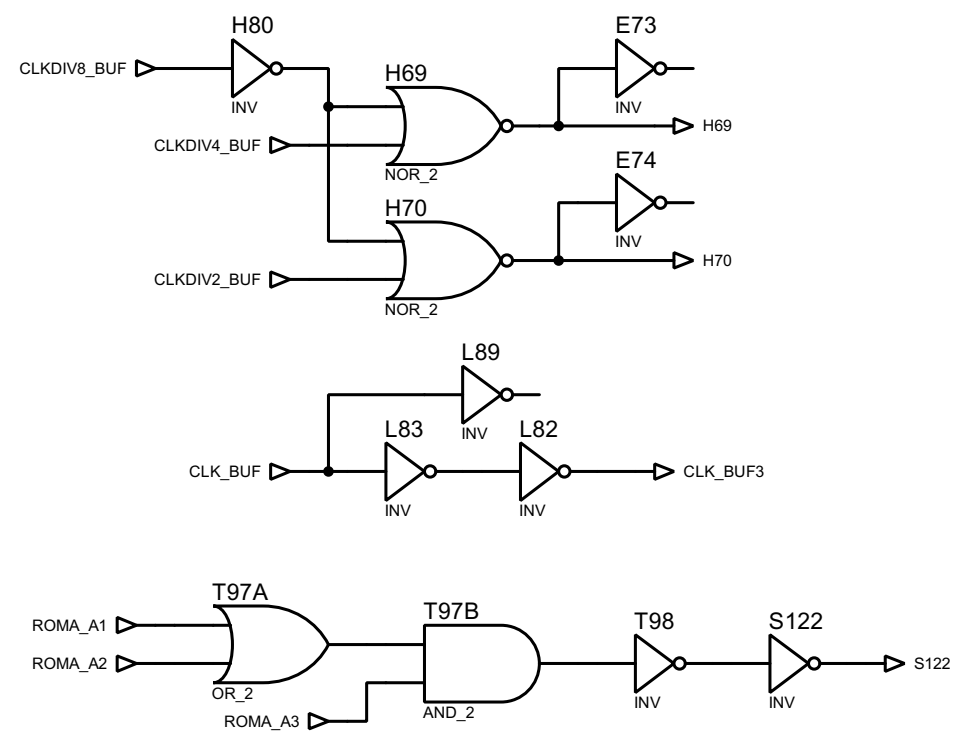 H80
E73
CLKDIV8_BUF
H69
INV
INV
H69
CLKDIV4_BUF
E74
NOR_2
H70
INV
H70
CLKDIV2_BUF
NOR_2
L89
INV
L83
L82
CLK_BUF
CLK_BUF3
INV
INV
T97A
T97B
T98
S122
ROMA_A1
ROMA_A2
S122
OR_2
INV
INV
AND_2
ROMA_A3